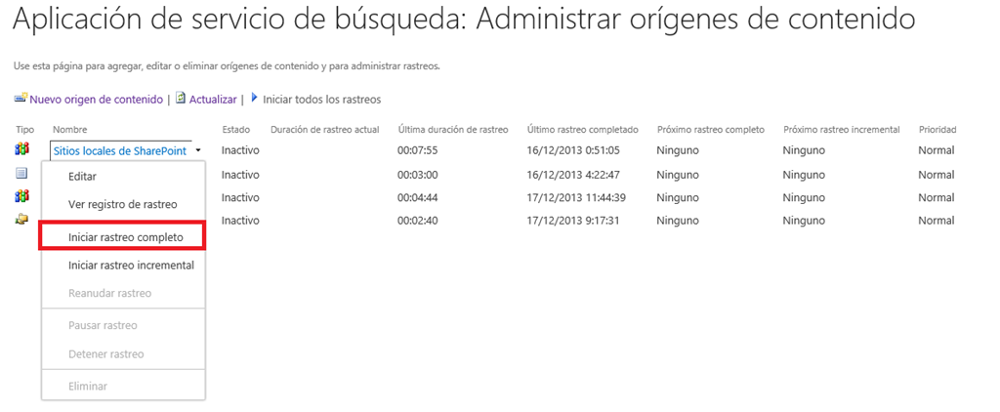 Aplicación de servicio de búsqueda: Administrar orígenes de contenido
Use esta página para agregar, editar o eliminar orígenes de contenido y para administrar rastreos.
Nuevo origen de contenido | Actualizar | Iniciar todos los rastreos
Tipo Nombre Estado Duración de rastreo actual Última duración de rastreo Último rastreo completado Próximo rastreo completo Próximo rastreo incremental Prioridad
Sitios locales de SharePoint Inactivo 00:07:55 16/12/2013 0:51:05 Ninguno Ninguno Normal
Inactivo 00:03:00 16/12/2013 4:22:47 Ninguno Ninguno Normal
Inactivo 00:04:44 17/12/2013 11:44:39 Ninguno Ninguno Normal
Inactivo 00:02:40 17/12/2013 9:17:31 Ninguno Ninguno Normal
Editar
Ver registro de rastreo
Iniciar rastreo completo
Iniciar rastreo incremental
Reanudar rastreo
Pausar rastreo
Detener rastreo
Eliminar